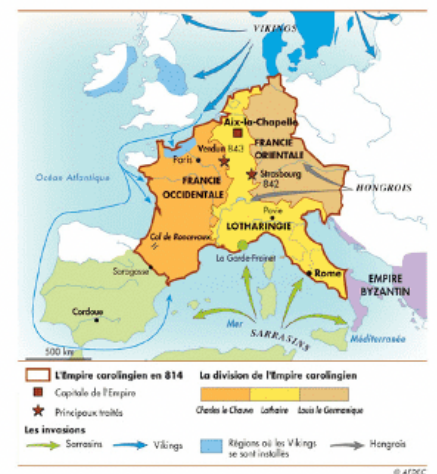 VIKINGS
Aix-la-Chapelle
Verdun 843
FRANCIE
ORIENTALE
Paris
Strasbourg
842
Océan Atlantique
FRANCIE
OCCIDENTALE
HONGROIS
Pavie
LOTHARINGIE
Col de Roncevaux
La Garde-Freinet
Saragosse
Rome
EMPIRE
BYZANTIN
Cordoue
Mer
SARRASINS
Méditerranée
500 km
L'Empire carolingien en 814
Capitale de l'Empire
Principaux traités
La division de l'Empire carolingien
Charles le Chauve Lothaire Louis le Germanique
Les invasions
Sarrasins
Vikings
Régions où les Vikings
se sont installés
Hongrois
© AEDEC